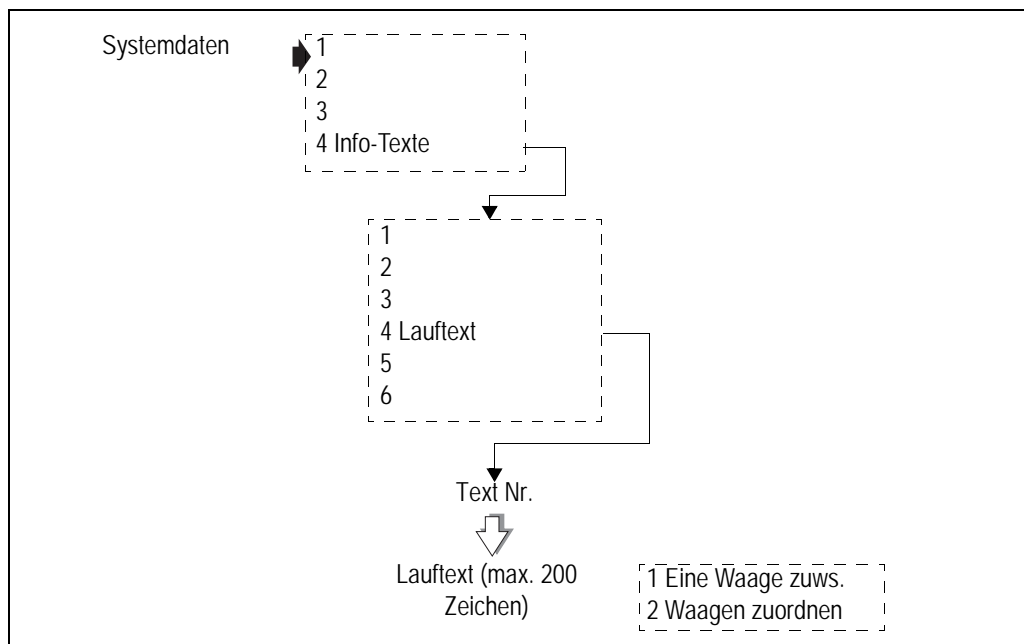 Systemdaten
1
2
3
4 Info-Texte
1
2
3
4 Lauftext
5
6
Text Nr.
Lauftext (max. 200
Zeichen)
1 Eine Waage zuws.
2 Waagen zuordnen